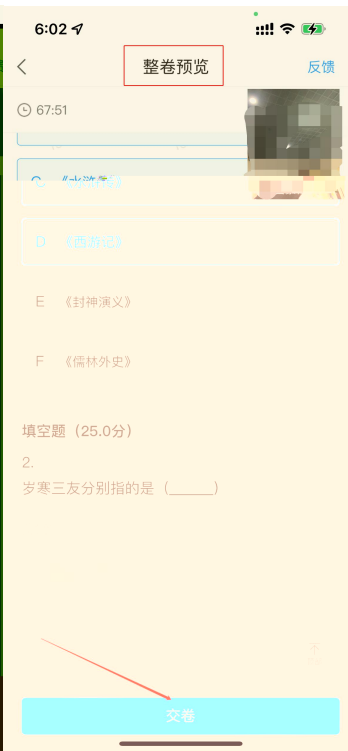 6:02
整卷预览
反馈
67:51
C 《水浒传》
D 《西游记》
E 《封神演义》
F 《儒林外史》
填空题（25.0分）
2.
岁寒三友分别指的是（______）
交卷